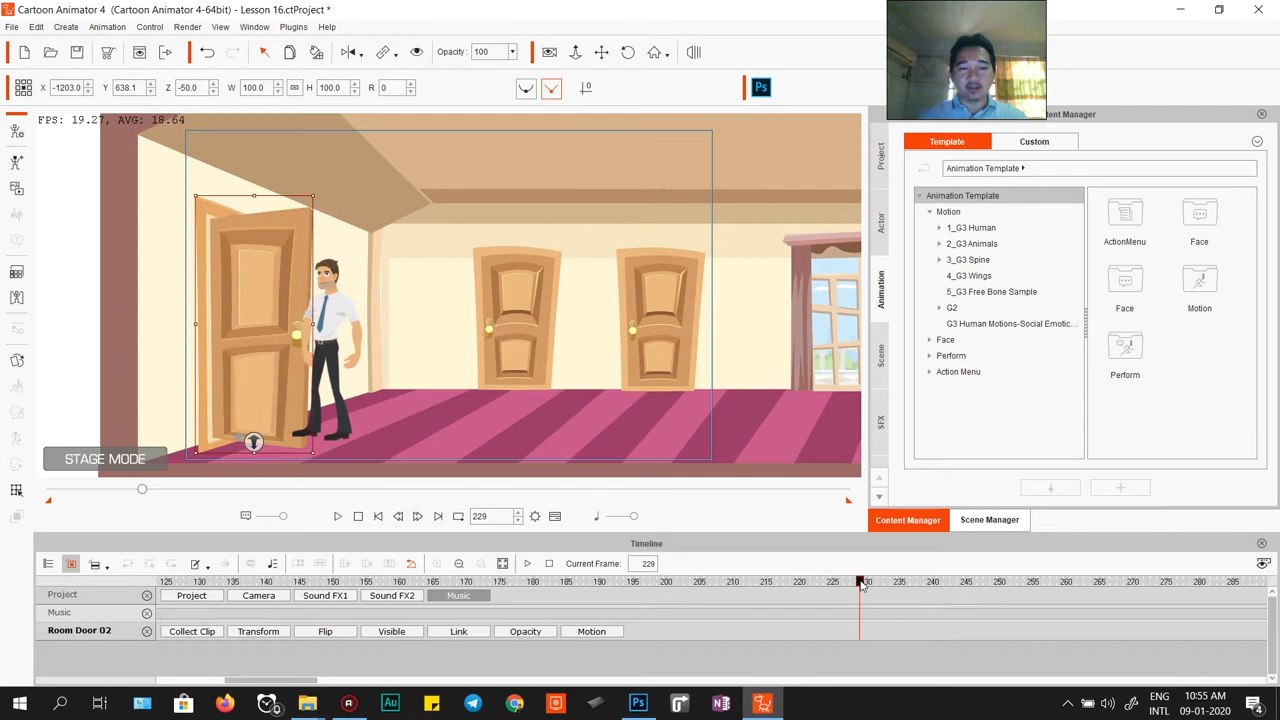 Cartoon Animator 4 (Cartoon Animator 4-64bit) - Lesson 16.ctProject *
File Edit Create Animation Control Render View Window Plugins Help
Opacity : 100
X -1203.0 Y 638.1 Z -50.0 W 100.0 H 100.0 R 0
Ps
FPS: 19.27, AVG: 18.64
STAGE MODE
229
Content Manager Scene Manager
Template Custom
Animation Template
Project
Actor
Animation
Scene
SFX
Animation Template
Motion
1_G3 Human
2_G3 Animals
3_G3 Spine
4_G3 Wings
5_G3 Free Bone Sample
G2
G3 Human Motions-Social Emotic...
Face
Perform
Action Menu
ActionMenu Face
Face Motion
Perform
Timeline
Current Frame: 229
125 130 135 140 145 150 155 160 165 170 175 180 185 190 195 200 205 210 215 220 225 230 235 240 245 250 255 260 265 270 275 280 285
Project Project Camera Sound FX1 Sound FX2 Music
Music
Room Door 02 Collect Clip Transform Flip Visible Link Opacity Motion
Au Ps
ENG 10:55 AM
INTL 09-01-2020